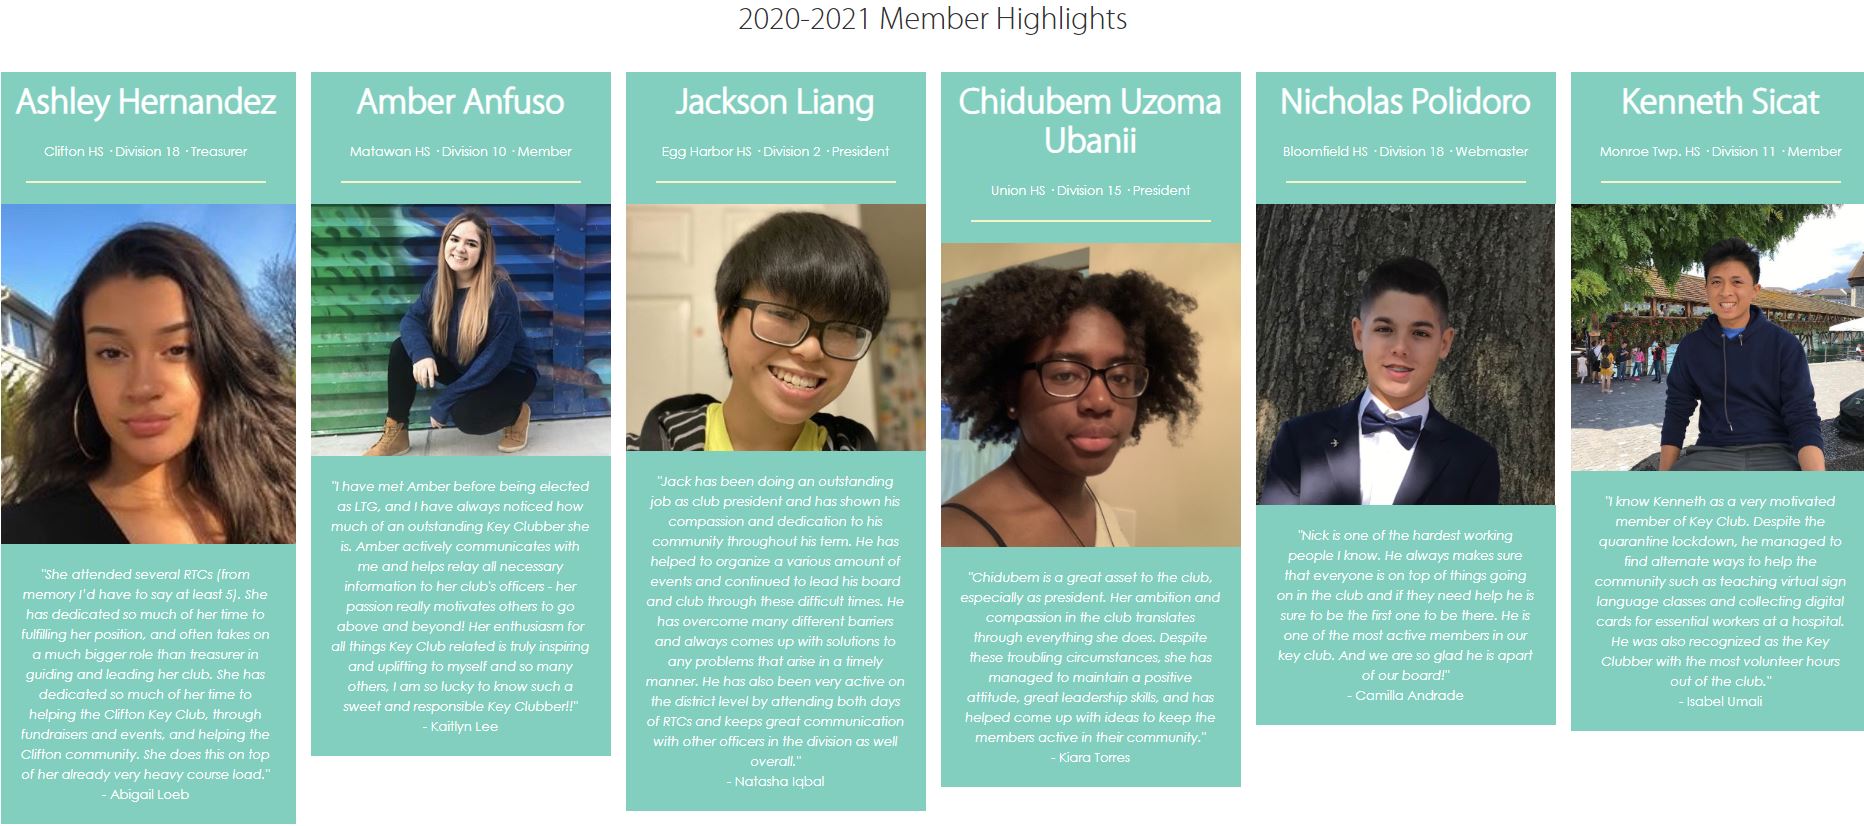 2020-2021 Member Highlights
Ashley Hernandez
Clifton HS · Division 18 · Treasurer
"She attended several RTCs (from
memory I'd have to say at least 5). She
has dedicated so much of her time to
fulfilling her position, and often takes on
a much bigger role than treasurer in
guiding and leading her club. She has
dedicated so much of her time to
helping the Clifton Key Club, through
fundraisers and events, and helping the
Clifton community. She does this on top
of her already very heavy course load."
- Abigail Loeb
Amber Anfuso
Matawan HS · Division 10 · Member
"I have met Amber before being elected
as LTG, and I have always noticed how
much of an outstanding Key Clubber she
is. Amber actively communicates with
me and helps relay all necessary
information to her club's officers - her
passion really motivates others to go
above and beyond! Her enthusiasm for
all things Key Club related is truly inspiring
and uplifting to myself and so many
others, I am so lucky to know such a
sweet and responsible Key Clubber!!"
- Kaitlyn Lee
Jackson Liang
Egg Harbor HS · Division 2 · President
"Jack has been doing an outstanding
job as club president and has shown his
compassion and dedication to his
community throughout his term. He has
helped to organize a various amount of
events and continued to lead his board
and club through these difficult times. He
has overcome many different barriers
and always comes up with solutions to
any problems that arise in a timely
manner. He has also been very active on
the district level by attending both days
of RTCs and keeps great communication
with other officers in the division as well
overall."
- Natasha Iqbal
Chidubem Uzoma
Ubanii
Union HS · Division 15 · President
"Chidubem is a great asset to the club,
especially as president. Her ambition and
compassion in the club translates
through everything she does. Despite
these troubling circumstances, she has
managed to maintain a positive
attitude, great leadership skills, and has
helped come up with ideas to keep the
members active in their community."
- Kiara Torres
Nicholas Polidoro
Bloomfield HS · Division 18 · Webmaster
"Nick is one of the hardest working
people I know. He always makes sure
that everyone is on top of things going
on in the club and if they need help he is
sure to be the first one to be there. He is
one of the most active members in our
key club. And we are so glad he is apart
of our board!"
- Camilla Andrade
Kenneth Sicat
Monroe Twp. HS · Division 11 · Member
"I know Kenneth as a very motivated
member of Key Club. Despite the
quarantine lockdown, he managed to
find alternate ways to help the
community such as teaching virtual sign
language classes and collecting digital
cards for essential workers at a hospital.
He was also recognized as the Key
Clubber with the most volunteer hours
out of the club."
- Isabel Umali